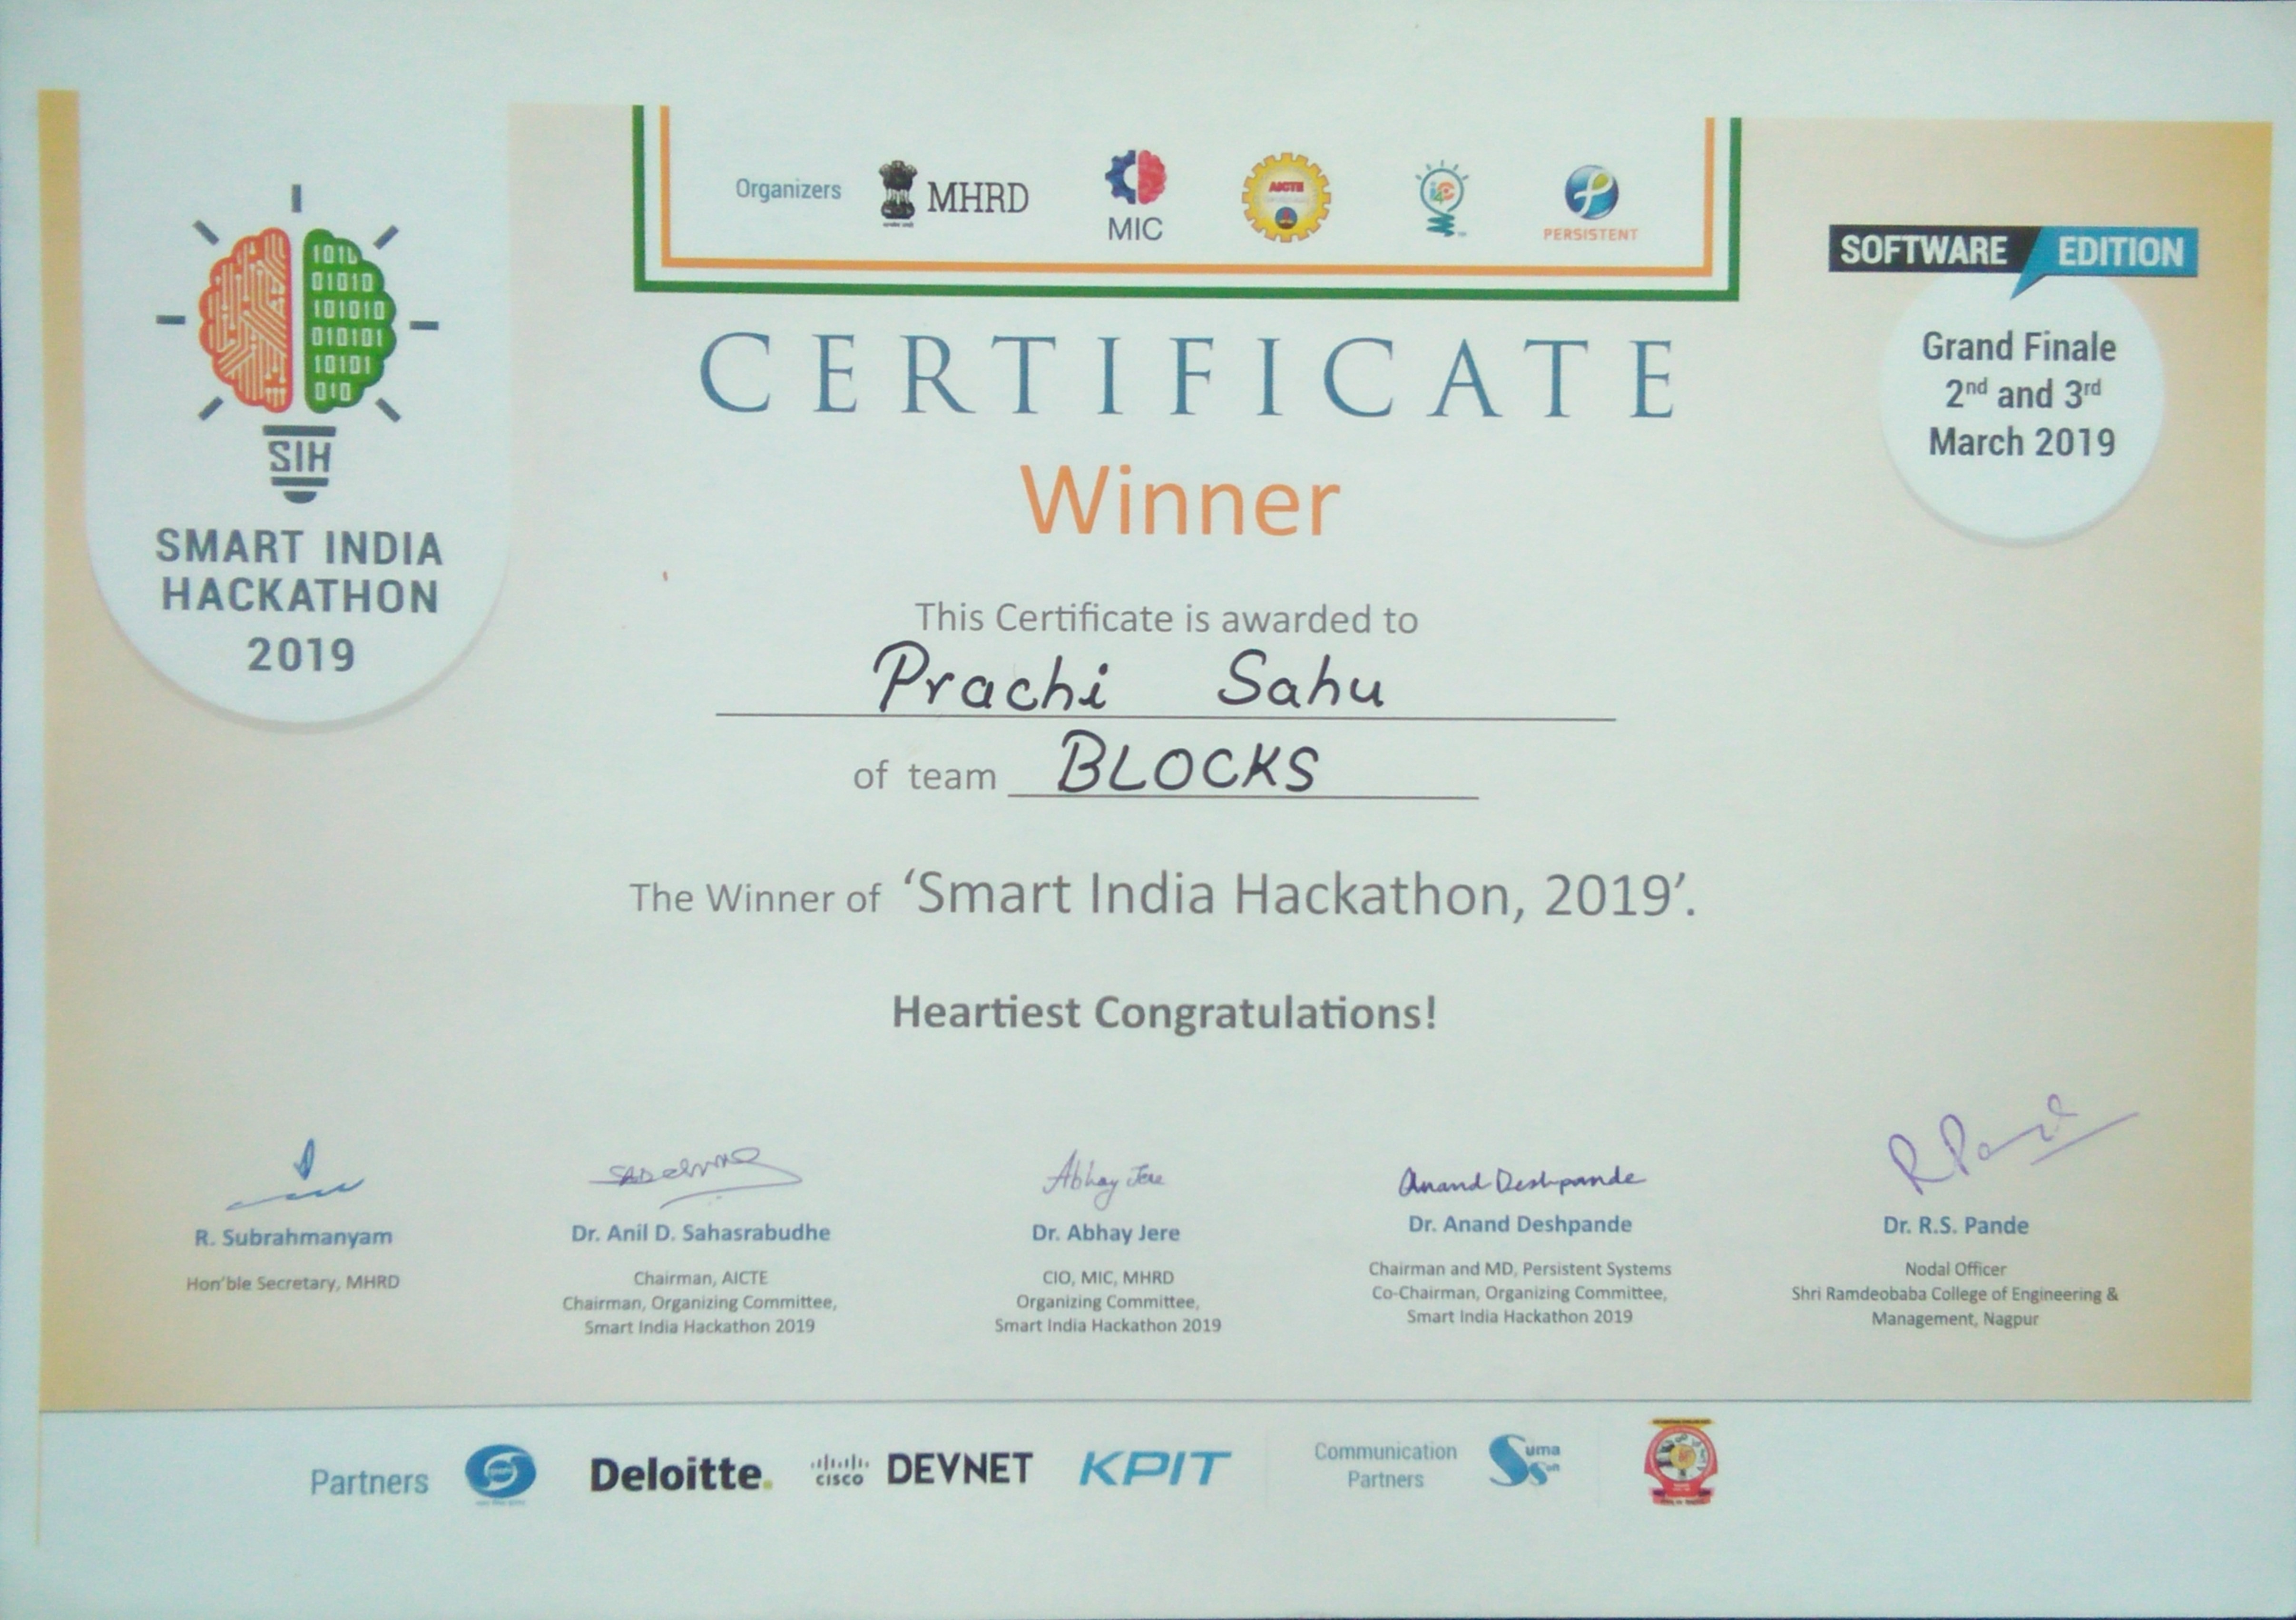 Organizers
MHRD
MIC
AICTE
PERSISTENT
SOFTWARE EDITION
Grand Finale
2nd and 3rd
March 2019
1010
01010
101010
010101
10101
010
SIH
SMART INDIA
HACKATHON
2019
CERTIFICATE
Winner
This Certificate is awarded to
Prachi Sahu
of team BLOCKS
The Winner of ‘Smart India Hackathon, 2019’.
Heartiest Congratulations!
Abhay Jere
Anand Deshpande
R. Subrahmanyam
Hon'ble Secretary, MHRD
Dr. Anil D. Sahasrabudhe
Chairman, AICTE
Chairman, Organizing Committee,
Smart India Hackathon 2019
Dr. Abhay Jere
CIO, MIC, MHRD
Organizing Committee,
Smart India Hackathon 2019
Dr. Anand Deshpande
Chairman and MD, Persistent Systems
Co-Chairman, Organizing Committee,
Smart India Hackathon 2019
Dr. R.S. Pande
Nodal Officer
Shri Ramdeobaba College of Engineering &
Management, Nagpur
Partners
Deloitte.
CISCO DEVNET
KPIT
Communication
Partners
Suma
Soft